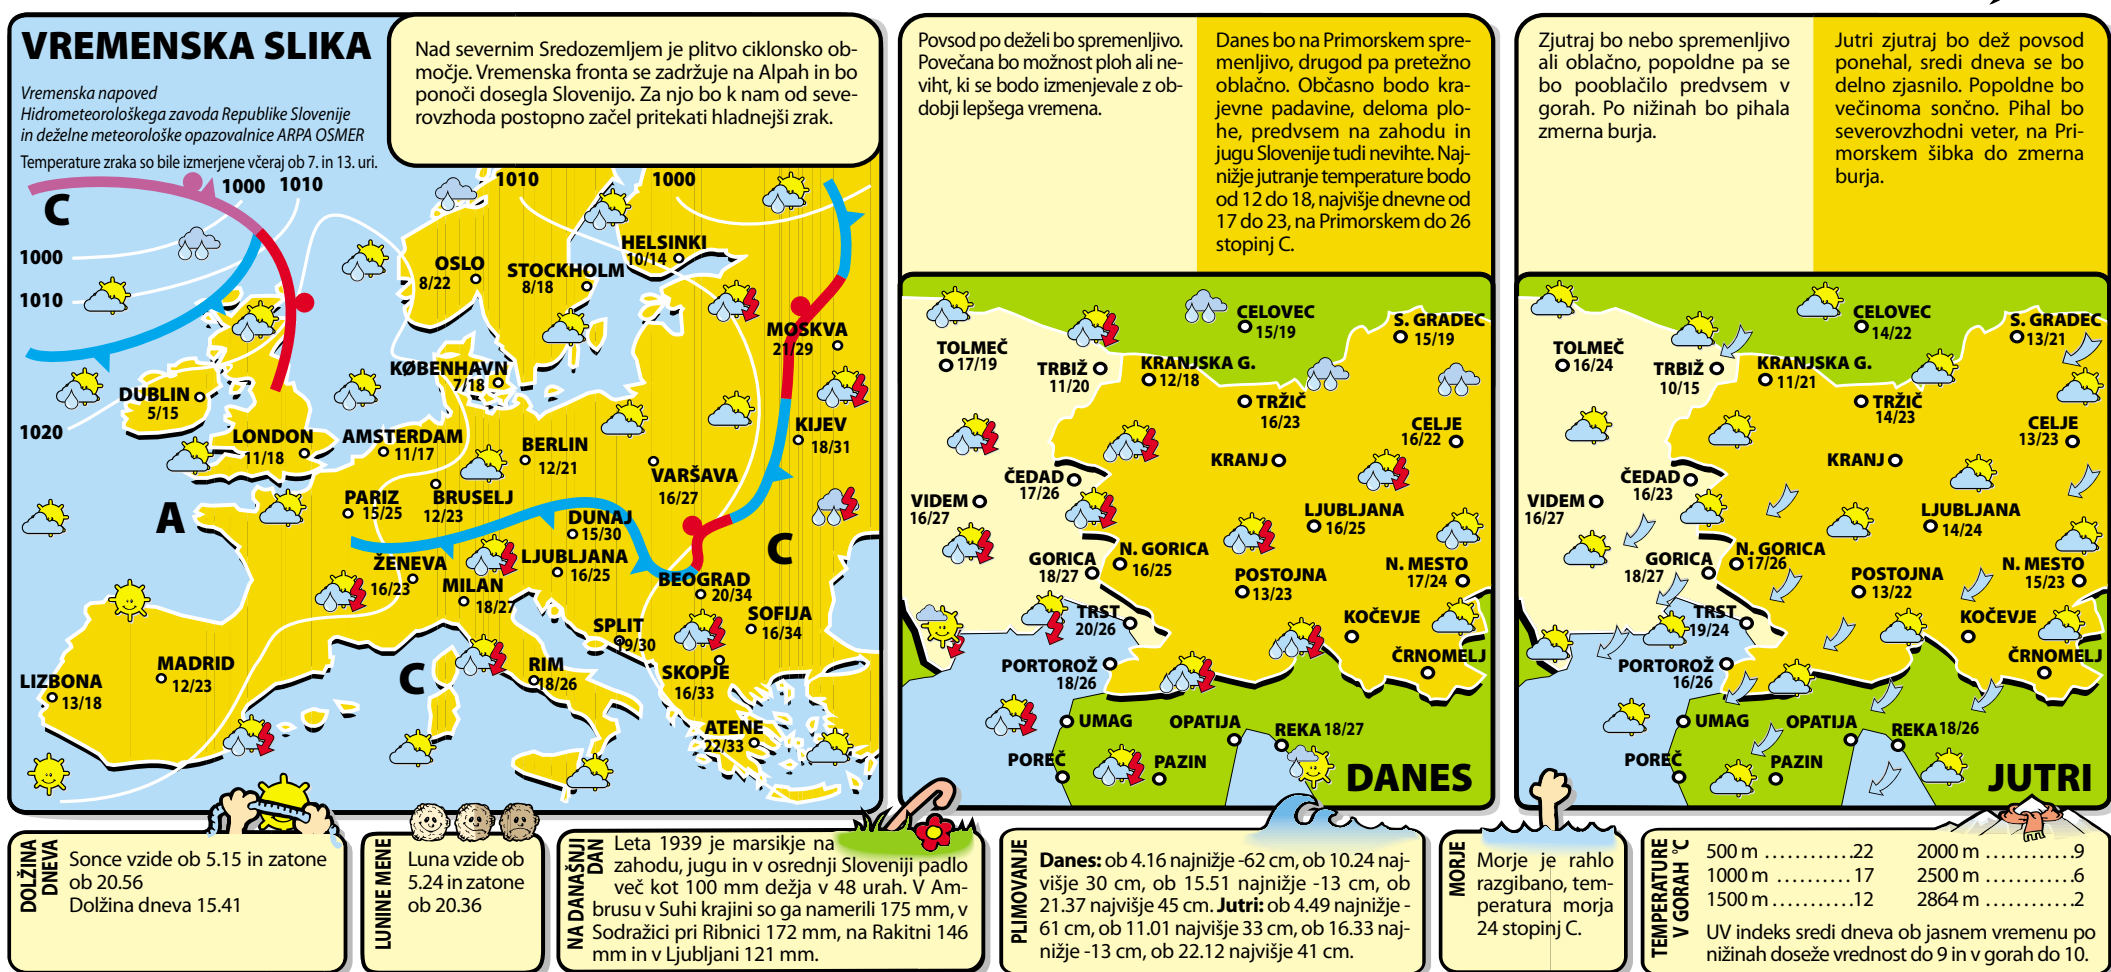 VREMENSKA SLIKA
Vremenska napoved
Hidrometeorološkega zavoda Republike Slovenije
in deželne meteorološke opazovalnice ARPA OSMER
Temperature zraka so bile izmerjene včeraj ob 7. in 13. uri.
Nad severnim Sredozemljem je plitvo ciklonsko ob-
močje. Vremenska fronta se zadržuje na Alpah in bo
ponoči dosegla Slovenijo. Za njo bo k nam od seve-
rovzhoda postopno začel pritekati hladnejši zrak.
1000 1010
1010
1000
C
1000
1010
1020
HELSINKI
10/14
OSLO
8/22
STOCKHOLM
8/18
MOSKVA
21/29
KØBENHAVN
7/18
DUBLIN
5/15
LONDON
11/18
AMSTERDAM
11/17
BERLIN
12/21
KIJEV
18/31
VARŠAVA
16/27
PARIZ
15/25
BRUSELJ
12/23
A
DUNAJ
15/30
C
LJUBLJANA
16/25
ŽENEVA
16/23
MILAN
18/27
BEOGRAD
20/34
SOFIJA
16/34
SPLIT
19/30
MADRID
12/23
LIZBONA
13/18
C
RIM
18/26
SKOPJE
16/33
ATENE
22/33
Povsod po deželi bo spremenljivo.
Povečana bo možnost ploh ali ne-
viht, ki se bodo izmenjevale z ob-
dobji lepšega vremena.
Danes bo na Primorskem spre-
menljivo, drugod pa pretežno
oblačno. Občasno bodo kra-
jevne padavine, deloma plo-
he, predvsem na zahodu in
jugu Slovenije tudi nevihte. Naj-
nižje jutranje temperature bodo
od 12 do 18, najvišje dnevne od
17 do 23, na Primorskem do 26
stopinj C.
CELOVEC
15/19
S. GRADEC
15/19
TOLMEČ
17/19
TRBIŽ
11/20
KRANJSKA G.
12/18
TRŽIČ
16/23
CELJE
16/22
KRANJ
ČEDAD
17/26
VIDEM
16/27
LJUBLJANA
16/25
GORICA
18/27
N. GORICA
16/25
N. MESTO
17/24
POSTOJNA
13/23
TRST
20/26
KOČEVJE
PORTOROŽ
18/26
ČRNOMELJ
UMAG
OPATIJA
REKA 18/27
POREČ
PAZIN
DANES
Zjutraj bo nebo spremenljivo
ali oblačno, popoldne pa se
bo pooblačilo predvsem v
gorah. Po nižinah bo pihala
zmerna burja.
Jutri zjutraj bo dež povsod
ponehal, sredi dneva se bo
delno zjasnilo. Popoldne bo
večinoma sončno. Pihal bo
severovzhodni veter, na Pri-
morskem šibka do zmerna
burja.
CELOVEC
14/22
S. GRADEC
13/21
TOLMEČ
16/24
TRBIŽ
10/15
KRANJSKA G.
11/21
TRŽIČ
14/23
CELJE
13/23
KRANJ
ČEDAD
16/23
VIDEM
16/27
LJUBLJANA
14/24
GORICA
18/27
N. GORICA
17/26
N. MESTO
15/23
POSTOJNA
13/22
TRST
19/24
KOČEVJE
PORTOROŽ
16/26
ČRNOMELJ
UMAG
OPATIJA
REKA 18/26
POREČ
PAZIN
JUTRI
DOLŽINA
DNEVA
Sonce vzide ob 5.15 in zatone
ob 20.56
Dolžina dneva 15.41
LUNINE MENE
Luna vzide ob
5.24 in zatone
ob 20.36
NA DANAŠNJI
DAN
Leta 1939 je marsikje na
zahodu, jugu in v osrednji Sloveniji padlo
več kot 100 mm dežja v 48 urah. V Am-
brusu v Suhi krajini so ga namerili 175 mm, v
Sodražici pri Ribnici 172 mm, na Rakitni 146
mm in v Ljubljani 121 mm.
PLIMOVANJE
Danes: ob 4.16 najnižje -62 cm, ob 10.24 naj-
višje 30 cm, ob 15.51 najnižje -13 cm, ob
21.37 najvišje 45 cm. Jutri: ob 4.49 najnižje -
61 cm, ob 11.01 najvišje 33 cm, ob 16.33 naj-
nižje -13 cm, ob 22.12 najvišje 41 cm.
MORJE
Morje je rahlo
razgibano, tem-
peratura morja
24 stopinj C.
TEMPERATURE
V GORAH °C
500 m ............22
1000 m ..........17
1500 m ..........12
2000 m ...........9
2500 m ...........6
2864 m ...........2
UV indeks sredi dneva ob jasnem vremenu po
nižinah doseže vrednost do 9 in v gorah do 10.